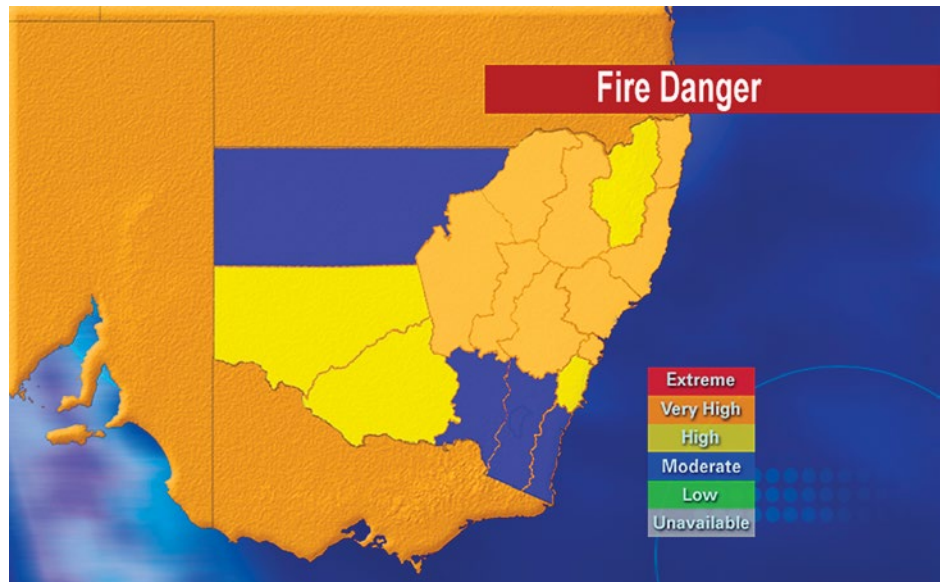 Fire Danger
Extreme
Very High
High
Moderate
Low
Unavailable